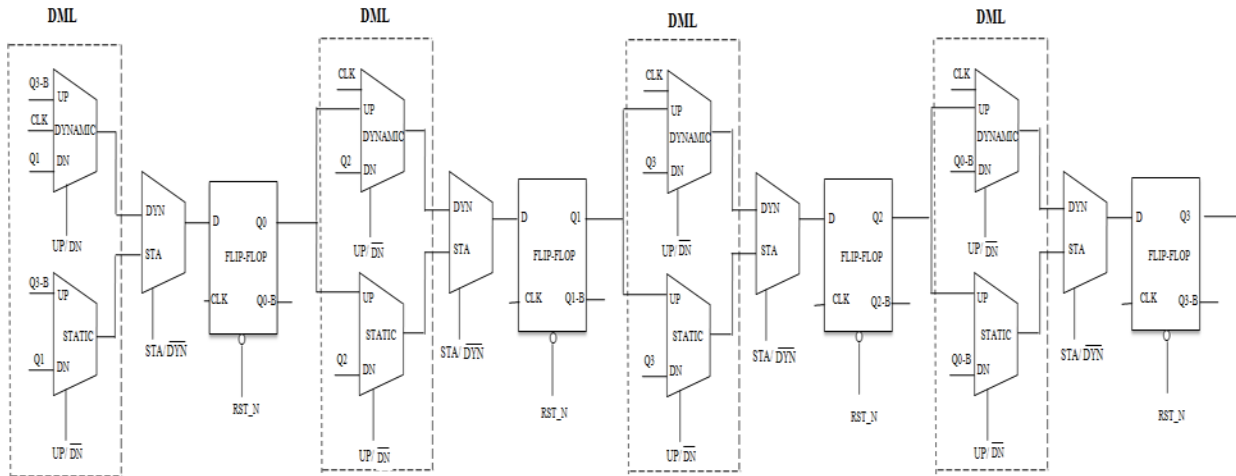 DML
DML
DML
DML
Q3-B
UP
CLK
DYNAMIC
Q1
DN
UP/DN
Q3-B
UP
STATIC
Q1
DN
UP/DN
DYN
STA
STA/DYN
D
Q0
FLIP-FLOP
CLK
Q0-B
RST_N
CLK
UP
DYNAMIC
Q2
DN
UP/DN
UP
STATIC
Q2
DN
UP/DN
DYN
STA
STA/DYN
D
Q1
FLIP-FLOP
CLK
Q1-B
RST_N
CLK
UP
DYNAMIC
Q3
DN
UP/DN
UP
STATIC
Q3
DN
UP/DN
DYN
STA
STA/DYN
D
Q2
FLIP-FLOP
CLK
Q2-B
RST_N
CLK
UP
DYNAMIC
Q0-B
DN
UP/DN
UP
STATIC
Q0-B
DN
UP/DN
DYN
STA
STA/DYN
D
Q3
FLIP-FLOP
CLK
Q3-B
RST_N